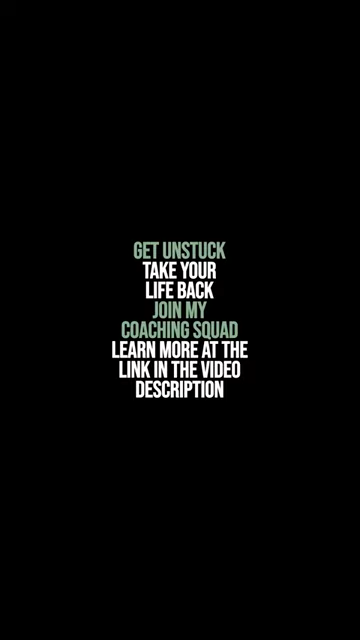 GET UNSTUCK
TAKE YOUR
LIFE BACK
JOIN MY
COACHING SQUAD
LEARN MORE AT THE
LINK IN THE VIDEO
DESCRIPTION